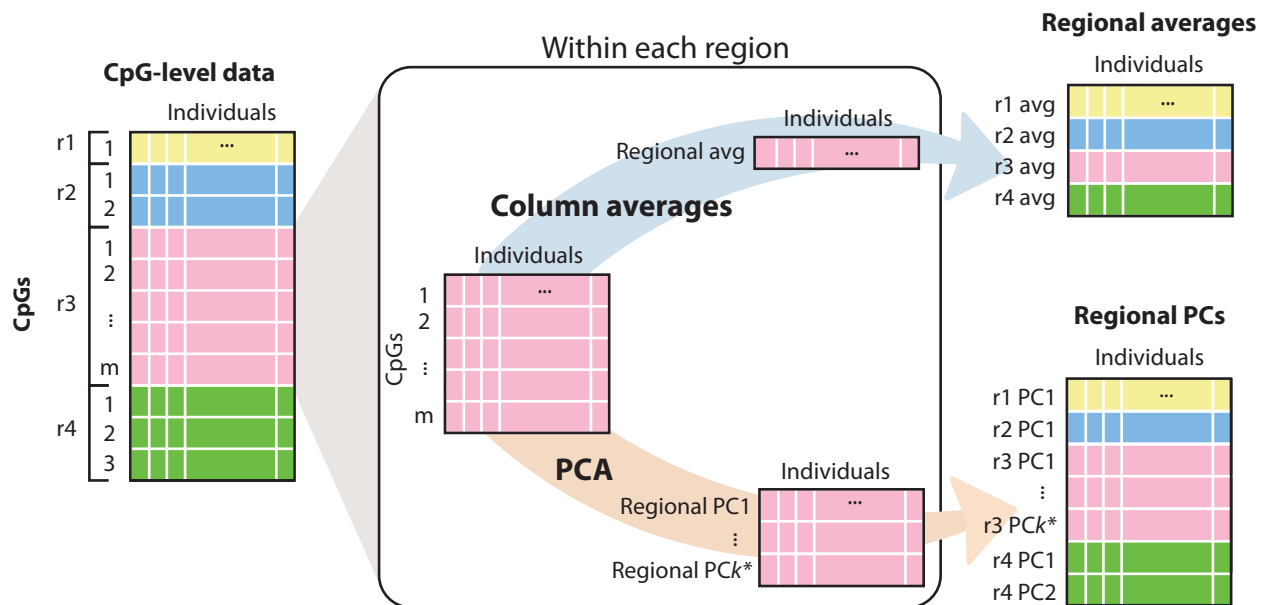 CpG-level data
Individuals
CpGs
r1
1
...
r2
1
2
r3
1
2
⋮
m
r4
1
2
3
Within each region
Individuals
Regional avg
...
Column averages
Individuals
CpGs
1
...
2
⋮
m
PCA
Individuals
Regional PC1
...
⋮
Regional PCk*
Regional averages
Individuals
r1 avg
...
r2 avg
r3 avg
r4 avg
Regional PCs
Individuals
r1 PC1
...
r2 PC1
r3 PC1
⋮
r3 PCk*
r4 PC1
r4 PC2